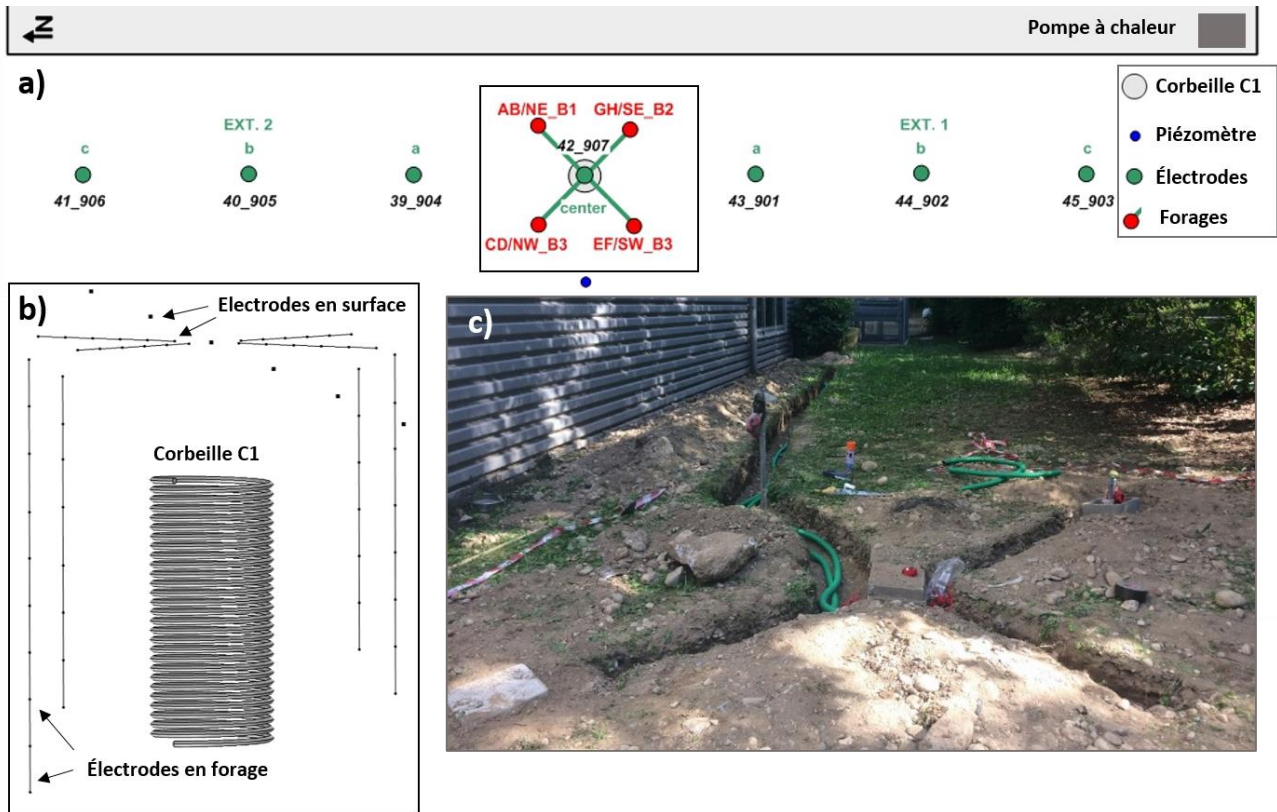 N
Pompe à chaleur
a)
Corbeille C1
Piézomètre
Électrodes
Forages
AB/NE_B1
GH/SE_B2
EXT. 2
EXT. 1
42_907
c
b
a
a
b
c
41_906
40_905
39_904
center
43_901
44_902
45_903
CD/NW_B3
EF/SW_B3
b)
Electrodes en surface
Corbeille C1
Électrodes en forage
c)